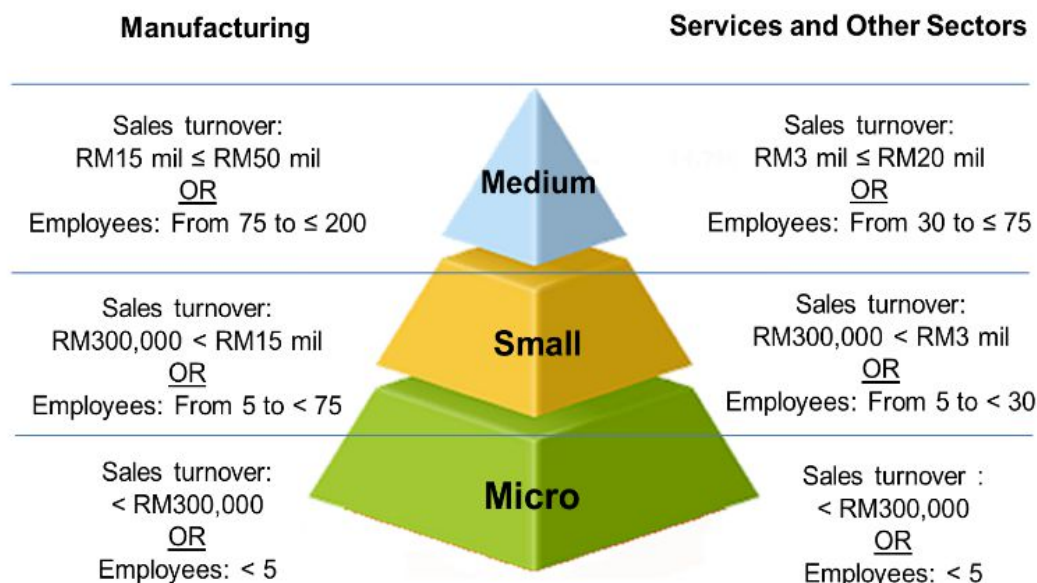 Manufacturing
Services and Other Sectors
Sales turnover:
RM15 mil ≤ RM50 mil
OR
Employees: From 75 to ≤ 200
Medium
Sales turnover:
RM3 mil ≤ RM20 mil
OR
Employees: From 30 to ≤ 75
Sales turnover:
RM300,000 < RM15 mil
OR
Employees: From 5 to < 75
Small
Sales turnover:
RM300,000 < RM3 mil
OR
Employees: From 5 to < 30
Sales turnover:
< RM300,000
OR
Employees: < 5
Micro
Sales turnover :
< RM300,000
OR
Employees: < 5